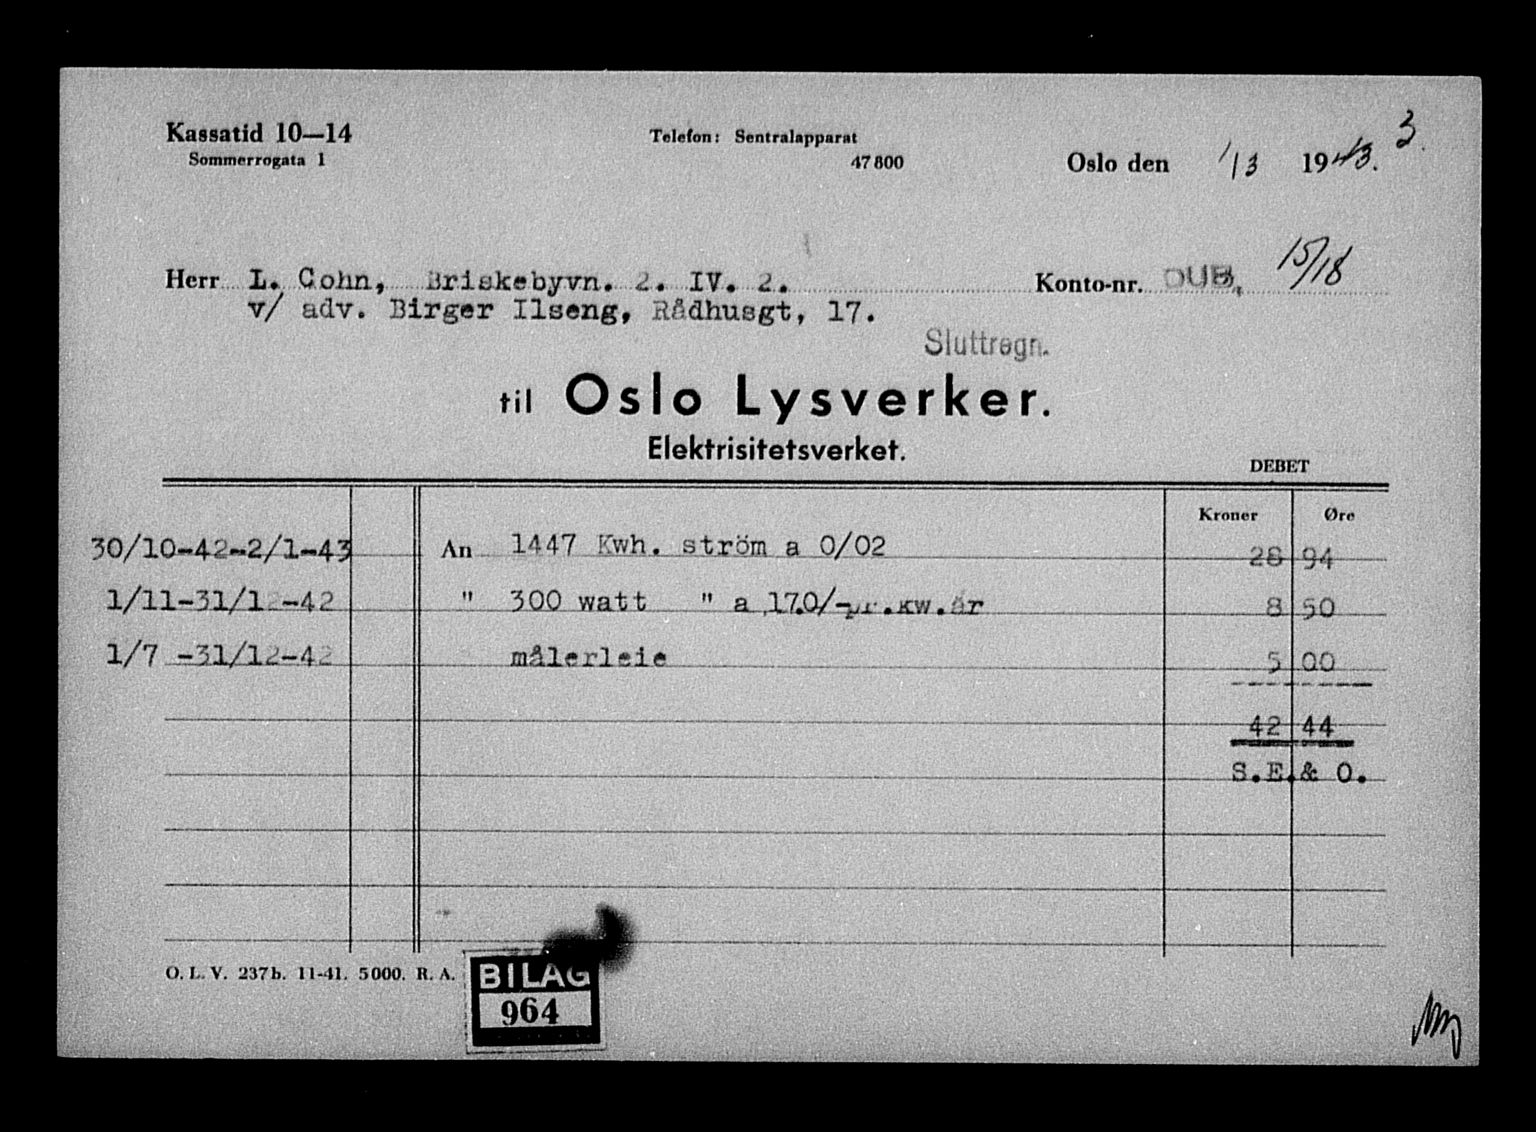 Kassatid 10—14
Sommerrogata 1
Telefon: Sentralapparat
47800
Oslo den 1/3 1943.
3
Herr L. Cohn, Briskebyvn. 2. IV. 2.
v/ adv. Birger Ilseng, Rådhusgt, 17.
Konto-nr. DUB, 15/18
Sluttregn.
til Oslo Lysverker.
Elektrisitetsverket.
DEBET
Kroner Øre
30/10-42-2/1-43 An 1447 Kwh. ström a 0/02 28 94
1/11-31/12-42 " 300 watt " a 170/-pr.kw.år 8 50
1/7 -31/12-42 målerleie 5 00
42 44
S.E.& O.
O. L. V. 237b. 11-41. 5000. R. A.
BILAG
964